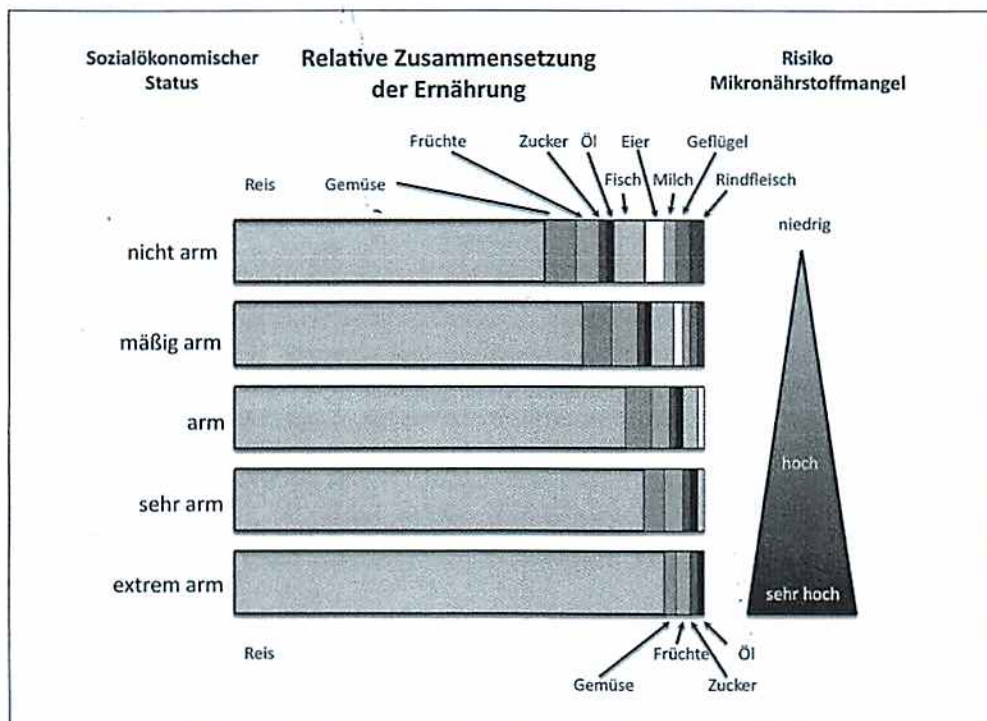 Sozialökonomischer
Status
Relative Zusammensetzung
der Ernährung
Risiko
Mikronährstoffmangel
Früchte
Zucker
Öl
Eier
Geflügel
Reis
Gemüse
Fisch
Milch
Rindfleisch
nicht arm
niedrig
mäßig arm
arm
hoch
sehr arm
extrem arm
sehr hoch
Reis
Früchte
Öl
Gemüse
Zucker